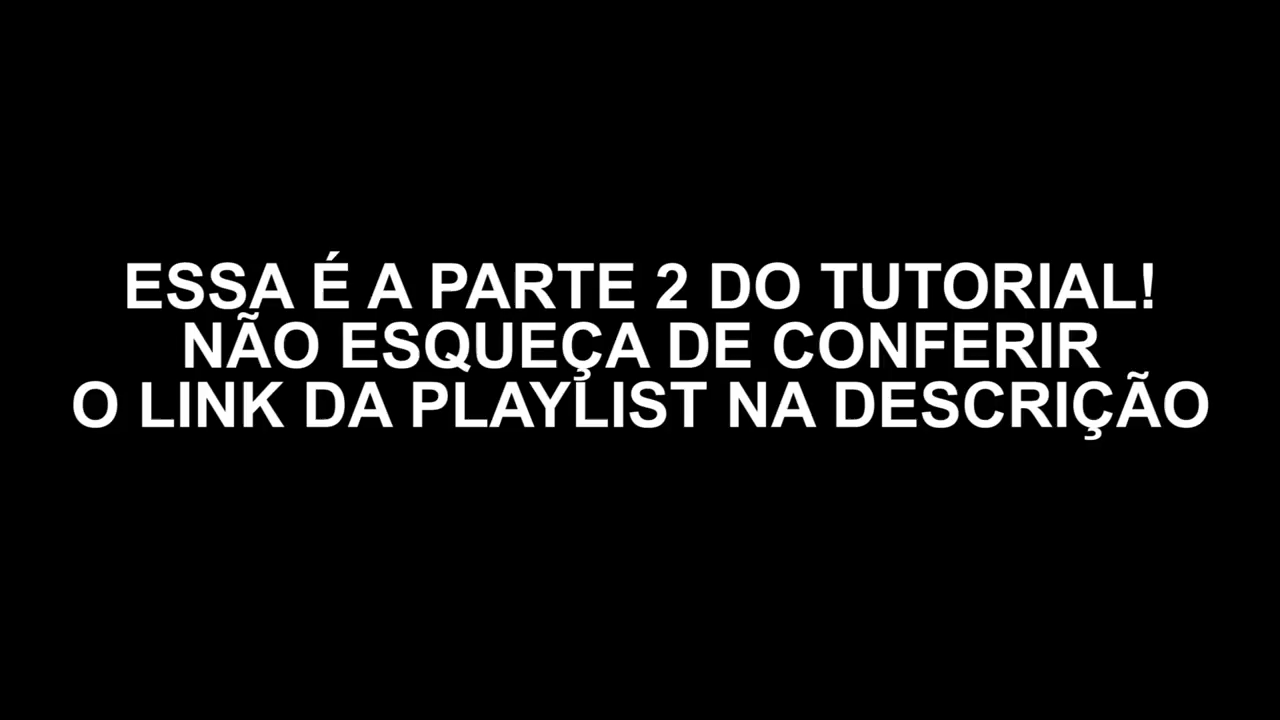 ESSA É A PARTE 2 DO TUTORIAL!
NÃO ESQUEÇA DE CONFERIR
O LINK DA PLAYLIST NA DESCRIÇÃO